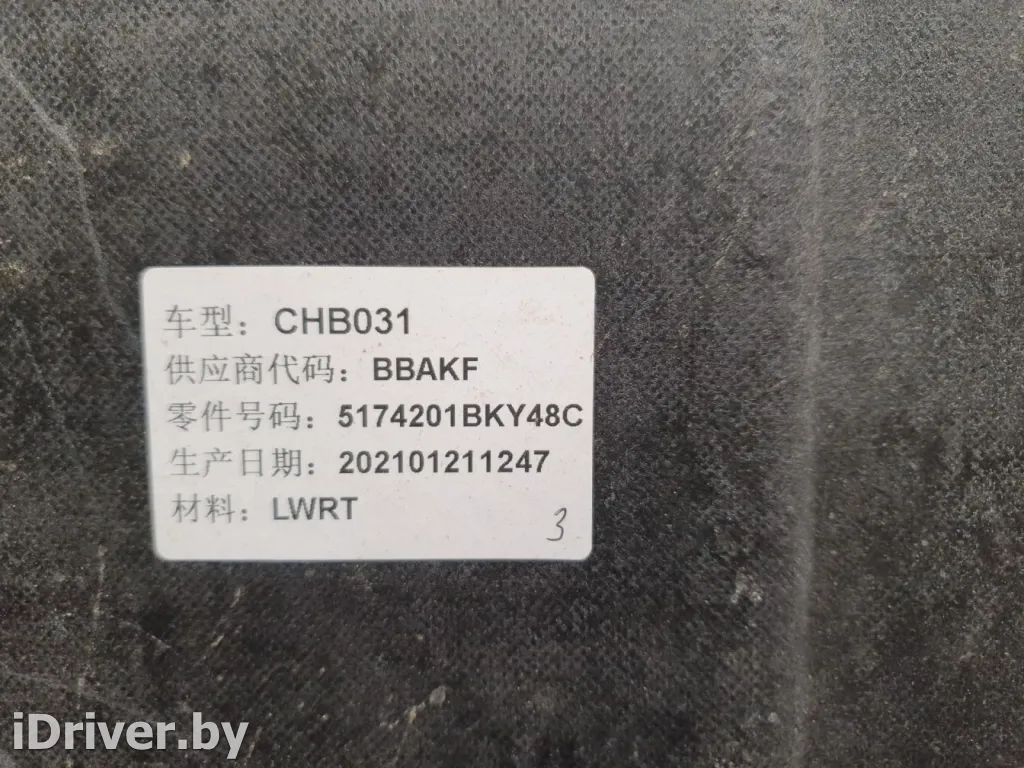 车型：CHB031
供应商代码：BBAKF
零件号码：5174201BKY48C
生产日期：202101211247
材料：LWRT
3
iDriver.by